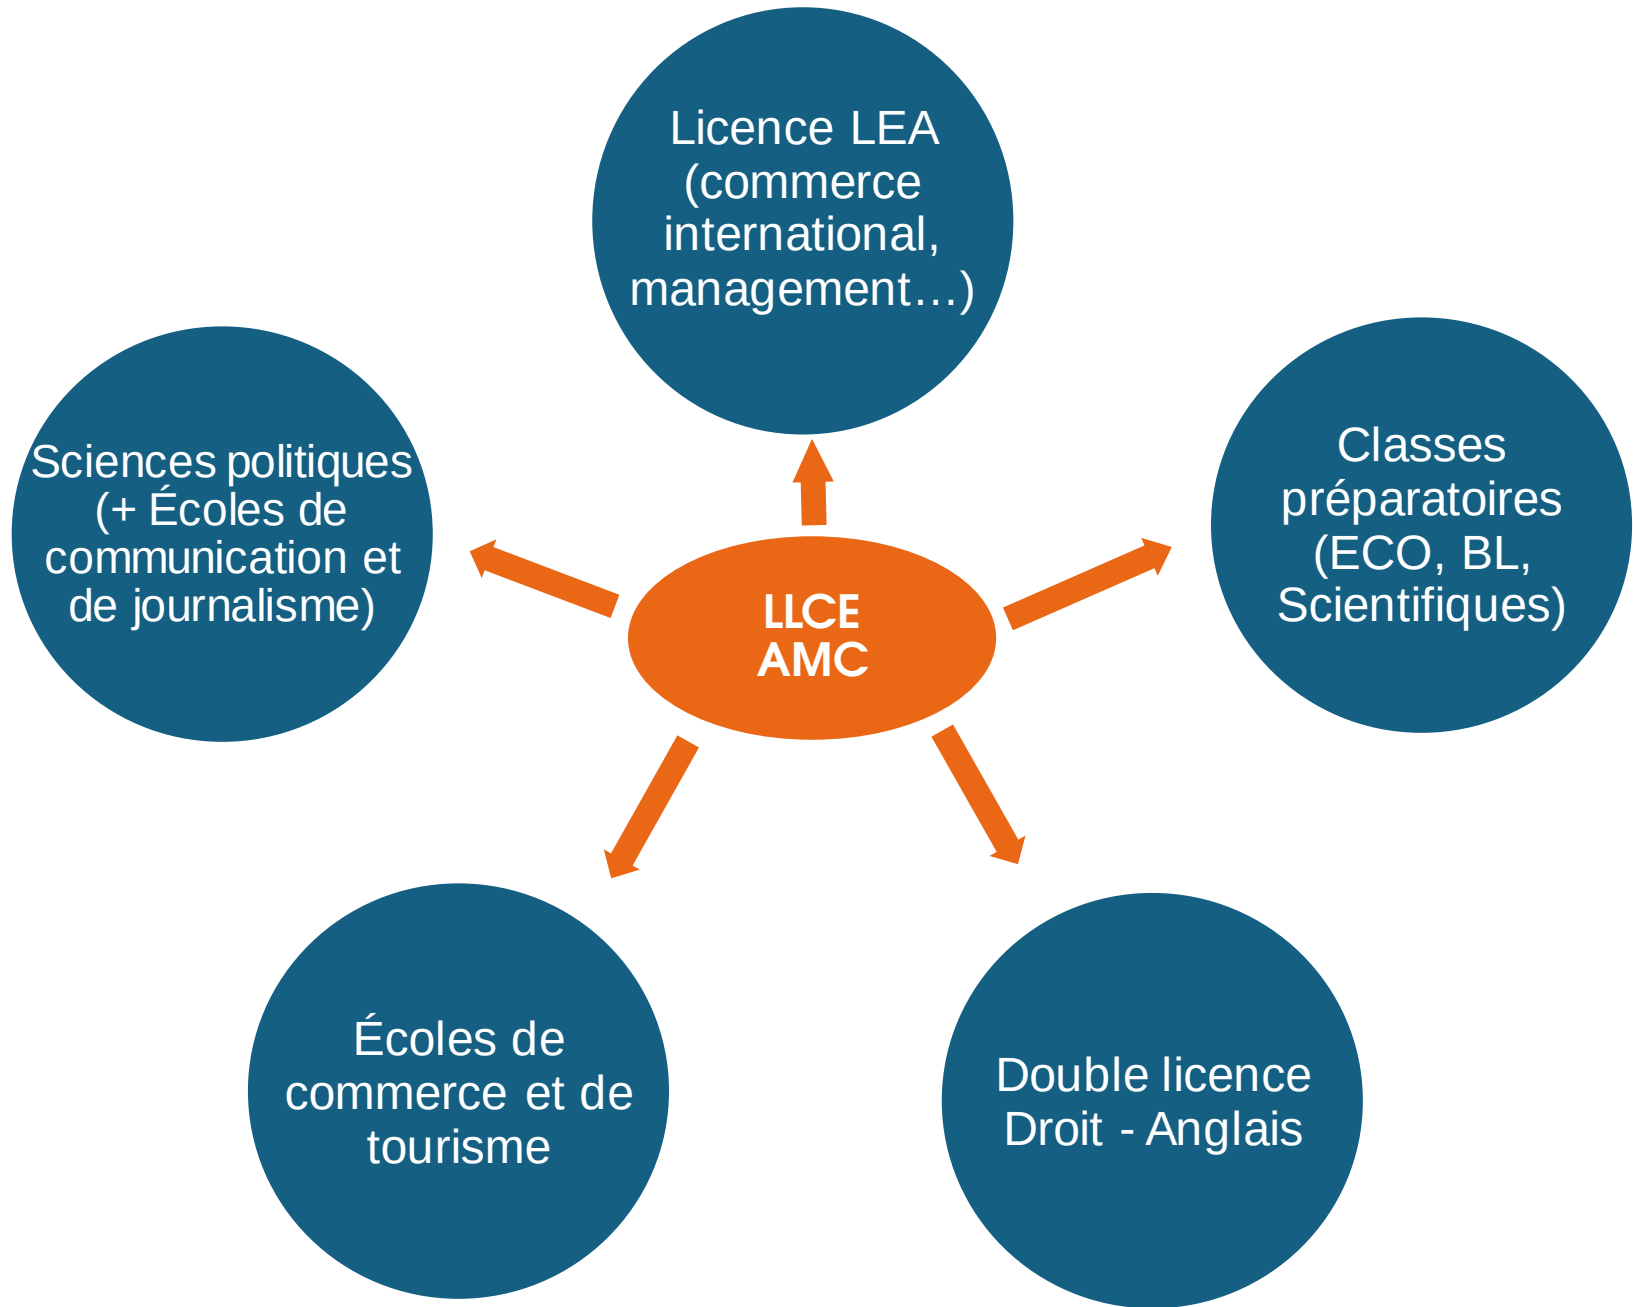 Licence LEA
(commerce
international,
management…)
Sciences politiques
(+ Écoles de
communication et
de journalisme)
Classes
préparatoires
(ECO, BL,
Scientifiques)
LLCE
AMC
Écoles de
commerce et de
tourisme
Double licence
Droit - Anglais